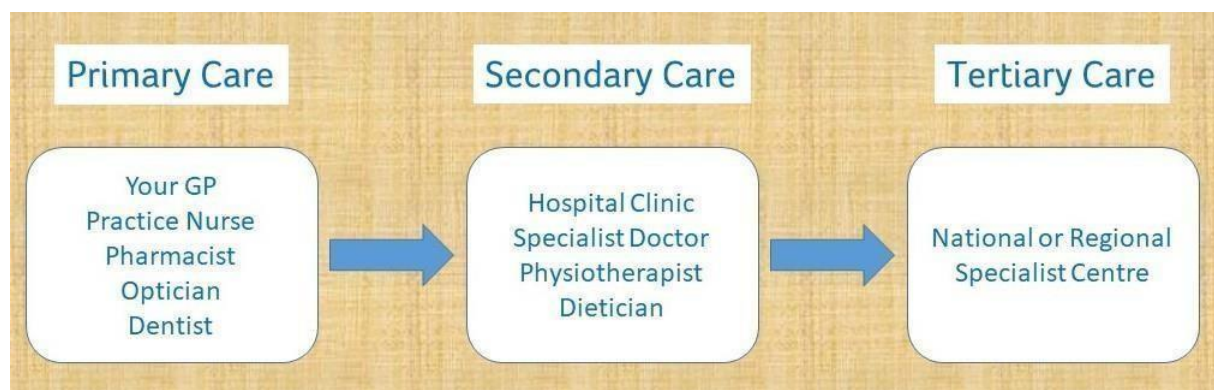 Primary Care
Secondary Care
Tertiary Care
Your GP
Practice Nurse
Pharmacist
Optician
Dentist
Hospital Clinic
Specialist Doctor
Physiotherapist
Dietician
National or Regional
Specialist Centre